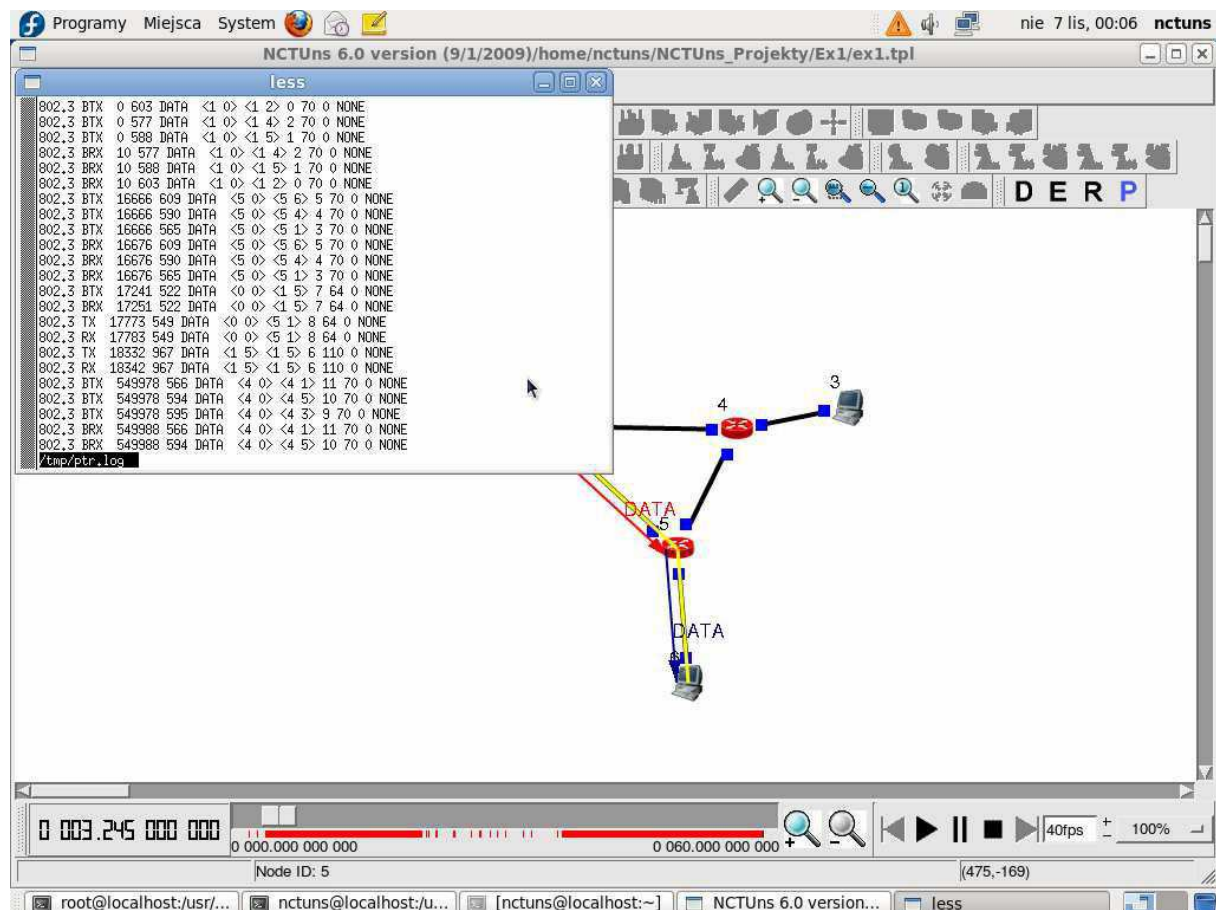 Programy Miejsca System nie 7 lis, 00:06 nctuns
NCTUns 6.0 version (9/1/2009)/home/nctuns/NCTUns_Projekty/Ex1/ex1.tpl
less
802.3 BTX 0 603 DATA <1 0> <1 2> 0 70 0 NONE
802.3 BTX 0 577 DATA <1 0> <1 4> 2 70 0 NONE
802.3 BTX 0 588 DATA <1 0> <1 5> 1 70 0 NONE
802.3 BRX 10 577 DATA <1 0> <1 4> 2 70 0 NONE
802.3 BRX 10 588 DATA <1 0> <1 5> 1 70 0 NONE
802.3 BRX 10 603 DATA <1 0> <1 2> 0 70 0 NONE
802.3 BTX 16666 609 DATA <5 0> <5 6> 5 70 0 NONE
802.3 BTX 16666 590 DATA <5 0> <5 4> 4 70 0 NONE
802.3 BTX 16666 565 DATA <5 0> <5 1> 3 70 0 NONE
802.3 BRX 16676 609 DATA <5 0> <5 6> 5 70 0 NONE
802.3 BRX 16676 590 DATA <5 0> <5 4> 4 70 0 NONE
802.3 BRX 16676 565 DATA <5 0> <5 1> 3 70 0 NONE
802.3 BTX 17241 522 DATA <0 0> <1 5> 7 64 0 NONE
802.3 BRX 17251 522 DATA <0 0> <1 5> 7 64 0 NONE
802.3 TX 17773 549 DATA <0 0> <5 1> 8 64 0 NONE
802.3 RX 17783 549 DATA <0 0> <5 1> 8 64 0 NONE
802.3 TX 18332 967 DATA <1 5> <1 5> 6 110 0 NONE
802.3 RX 18342 967 DATA <1 5> <1 5> 6 110 0 NONE
802.3 BTX 549978 566 DATA <4 0> <4 1> 11 70 0 NONE
802.3 BTX 549978 594 DATA <4 0> <4 5> 10 70 0 NONE
802.3 BTX 549978 595 DATA <4 0> <4 3> 9 70 0 NONE
802.3 BRX 549988 566 DATA <4 0> <4 1> 11 70 0 NONE
802.3 BRX 549988 594 DATA <4 0> <4 5> 10 70 0 NONE
/tmp/ptr.log
D E R P
3
4
DATA
5
DATA
6
0 003.245 000 000
0 000.000 000 000 0 060.000 000 000
40fps
100%
Node ID: 5 (475,-169)
root@localhost:/usr/... nctuns@localhost:/u... [nctuns@localhost:~] NCTUns 6.0 version... less